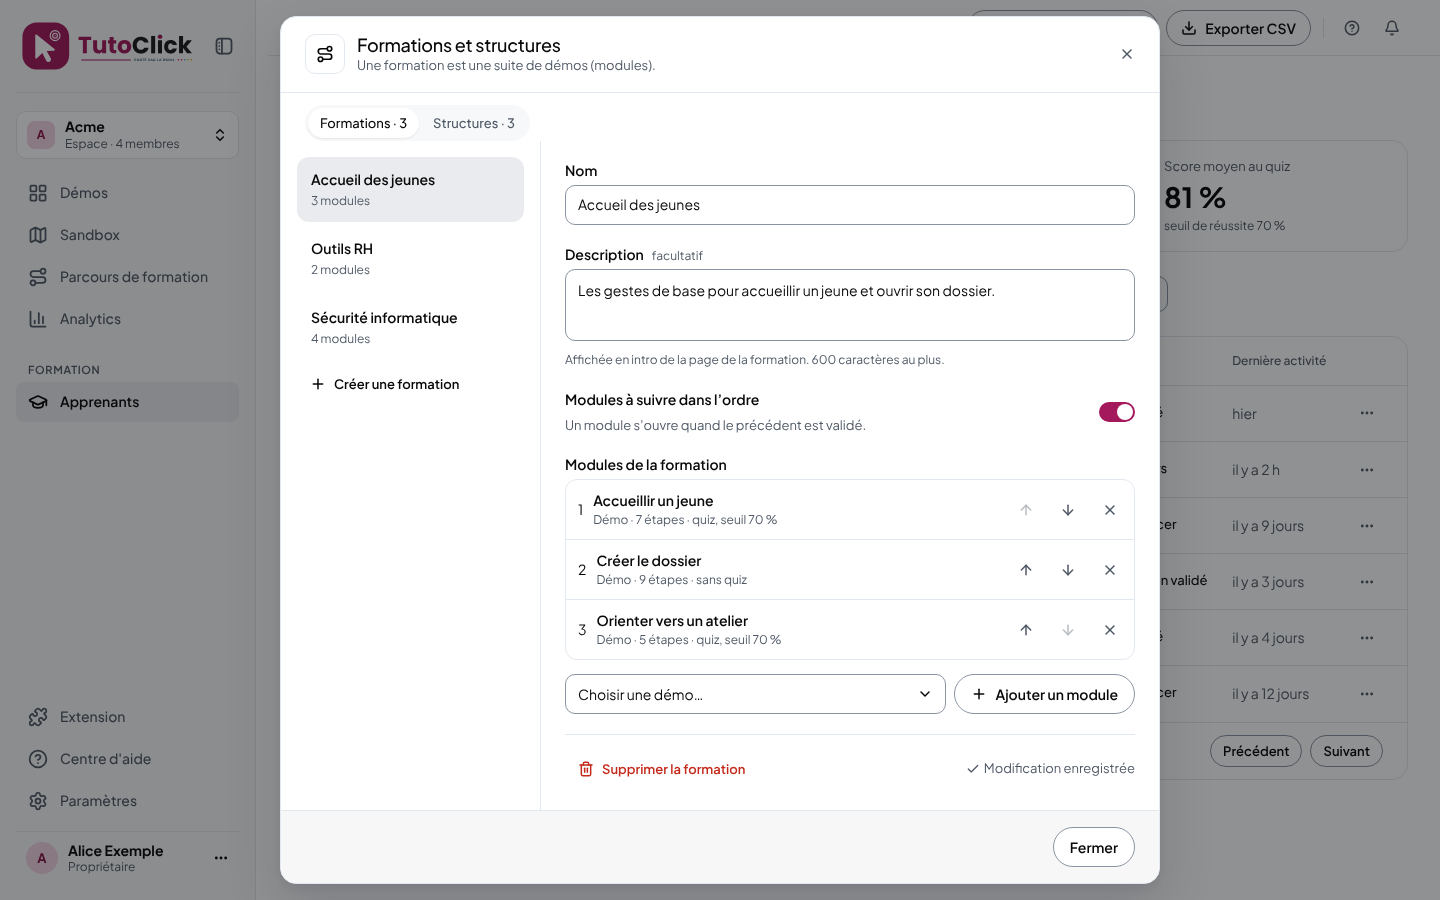 TutoClick
Acme
Espace · 4 membres
Démos
Sandbox
Parcours de formation
Analytics
FORMATION
Apprenants
Extension
Centre d'aide
Paramètres
A
Alice Exemple
Propriétaire
A
Formations et structures
Une formation est une suite de démos (modules).
Formations · 3
Structures · 3
Accueil des jeunes
3 modules
Outils RH
2 modules
Sécurité informatique
4 modules
Créer une formation
Nom
Accueil des jeunes
Description facultatif
Les gestes de base pour accueillir un jeune et ouvrir son dossier.
Affichée en intro de la page de la formation. 600 caractères au plus.
Modules à suivre dans l’ordre
Un module s’ouvre quand le précédent est validé.
Modules de la formation
1
Accueillir un jeune
Démo · 7 étapes · quiz, seuil 70 %
2
Créer le dossier
Démo · 9 étapes · sans quiz
3
Orienter vers un atelier
Démo · 5 étapes · quiz, seuil 70 %
Choisir une démo…
Ajouter un module
Supprimer la formation
Modification enregistrée
Fermer
Exporter CSV
Score moyen au quiz
81 %
seuil de réussite 70 %
Dernière activité
hier
il y a 2 h
il y a 9 jours
validé
il y a 3 jours
il y a 4 jours
il y a 12 jours
Précédent
Suivant